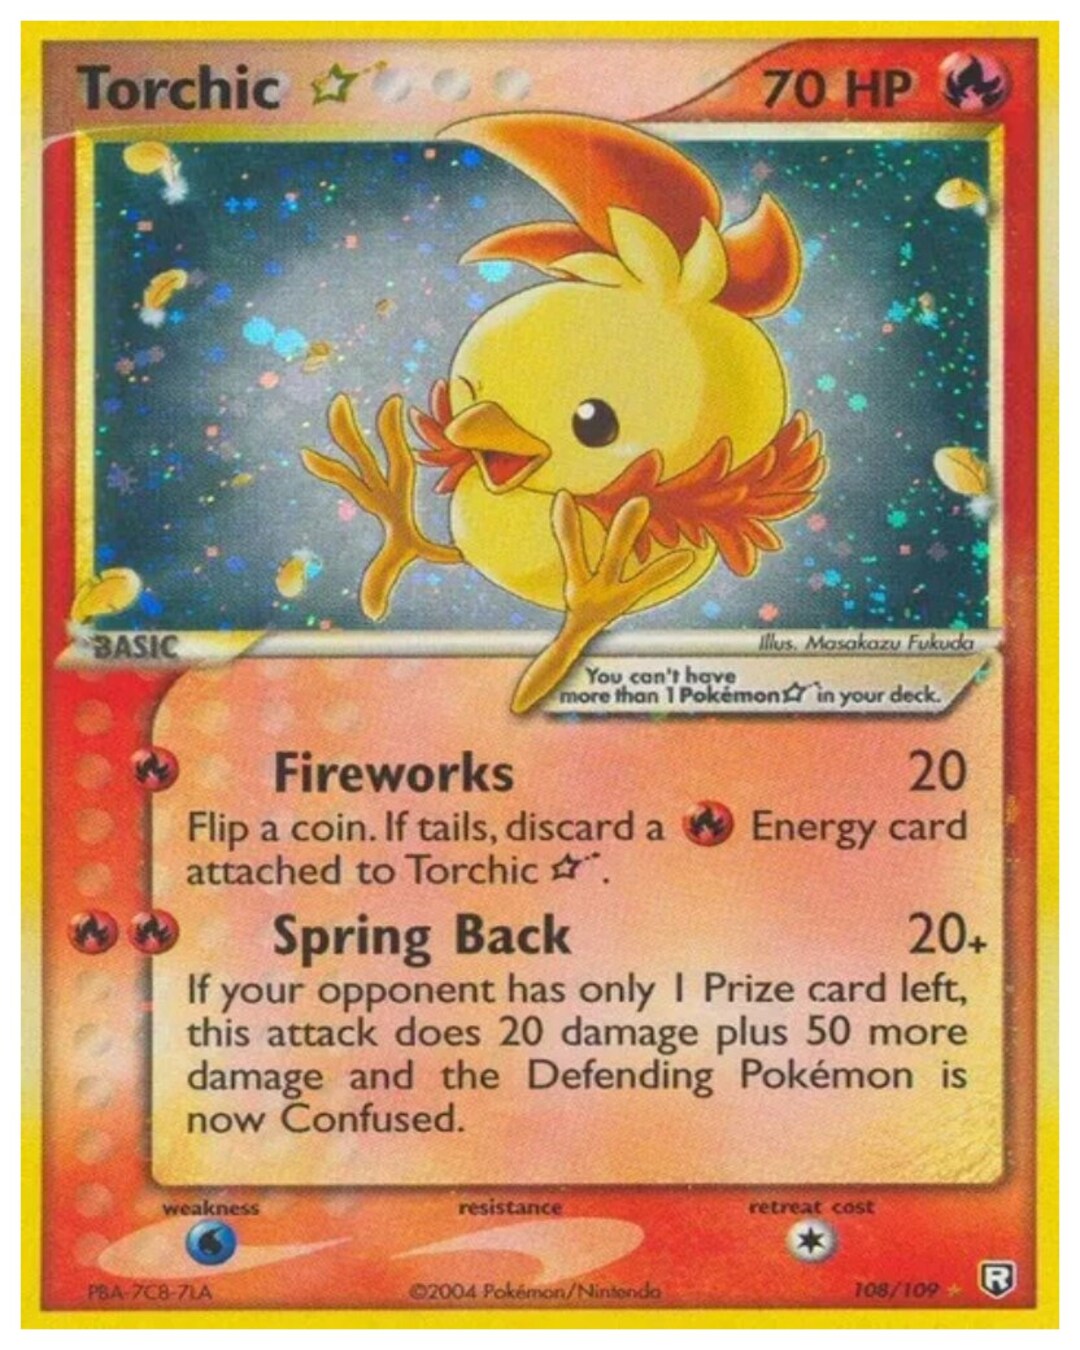 Torchic ☆ 70 HP
BASIC
Illus. Masakazu Fukuda
You can't have
more than 1 Pokémon ☆ in your deck.
Fireworks 20
Flip a coin. If tails, discard a Energy card
attached to Torchic ☆.
Spring Back 20+
If your opponent has only 1 Prize card left,
this attack does 20 damage plus 50 more
damage and the Defending Pokémon is
now Confused.
weakness resistance retreat cost
PBA-7C8-7LA ©2004 Pokémon/Nintendo 108/109 ★ R